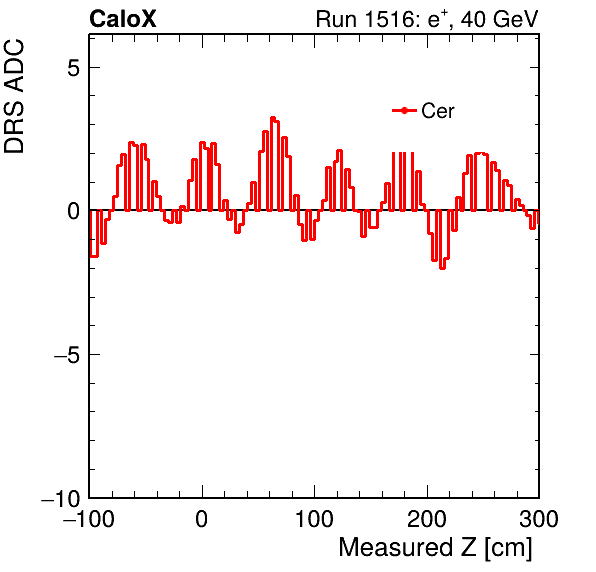 CaloX
Run 1516: e+, 40 GeV
DRS ADC
Cer
5
0
−5
−10
−100 0 100 200 300
Measured Z [cm]